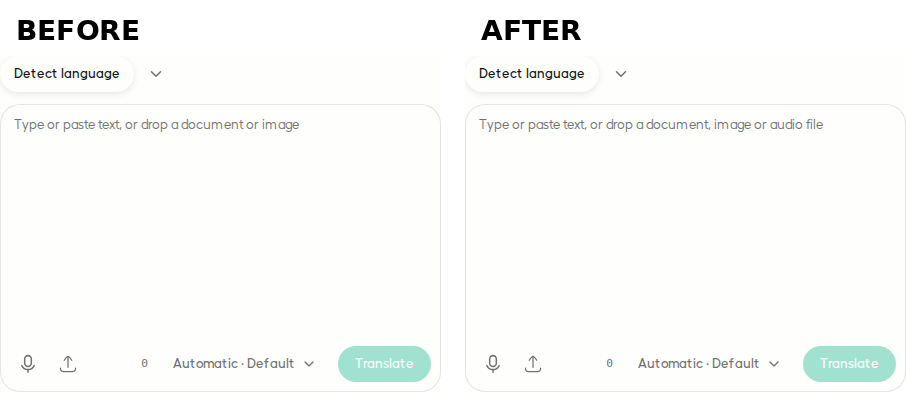 BEFORE
Detect language
Type or paste text, or drop a document or image
0
Automatic · Default
Translate
AFTER
Detect language
Type or paste text, or drop a document, image or audio file
0
Automatic · Default
Translate